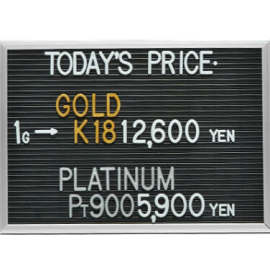 TODAY'S PRICE·
GOLD
1G → K18 12,600 YEN
PLATINUM
PT900 5,900 YEN